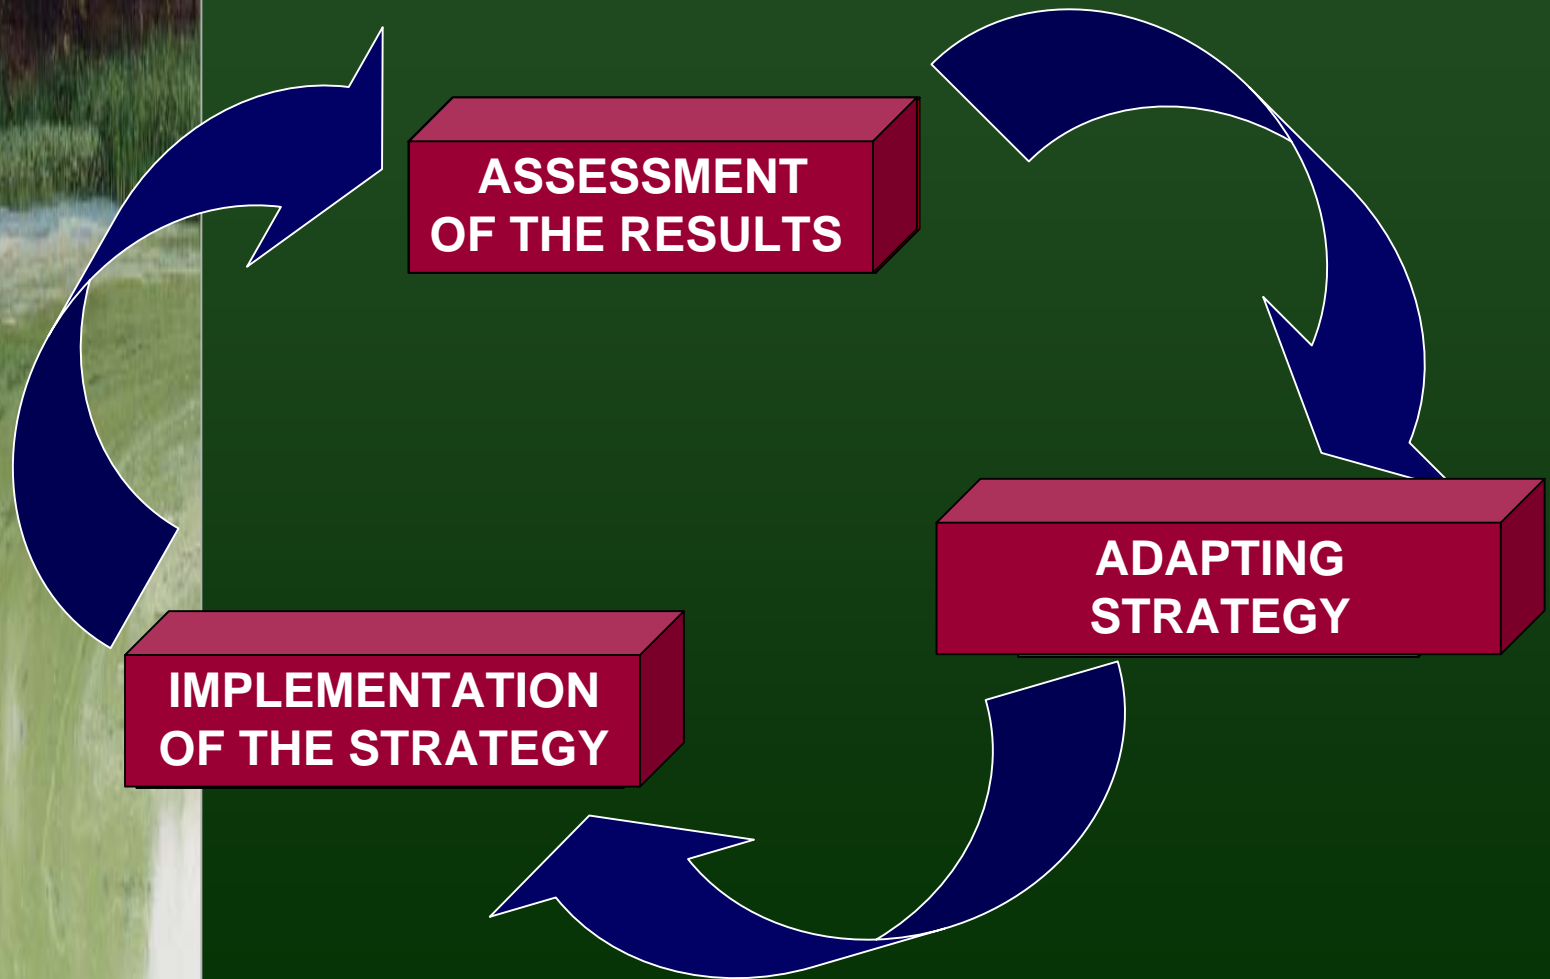 ASSESSMENT
OF THE RESULTS
ADAPTING
STRATEGY
IMPLEMENTATION
OF THE STRATEGY